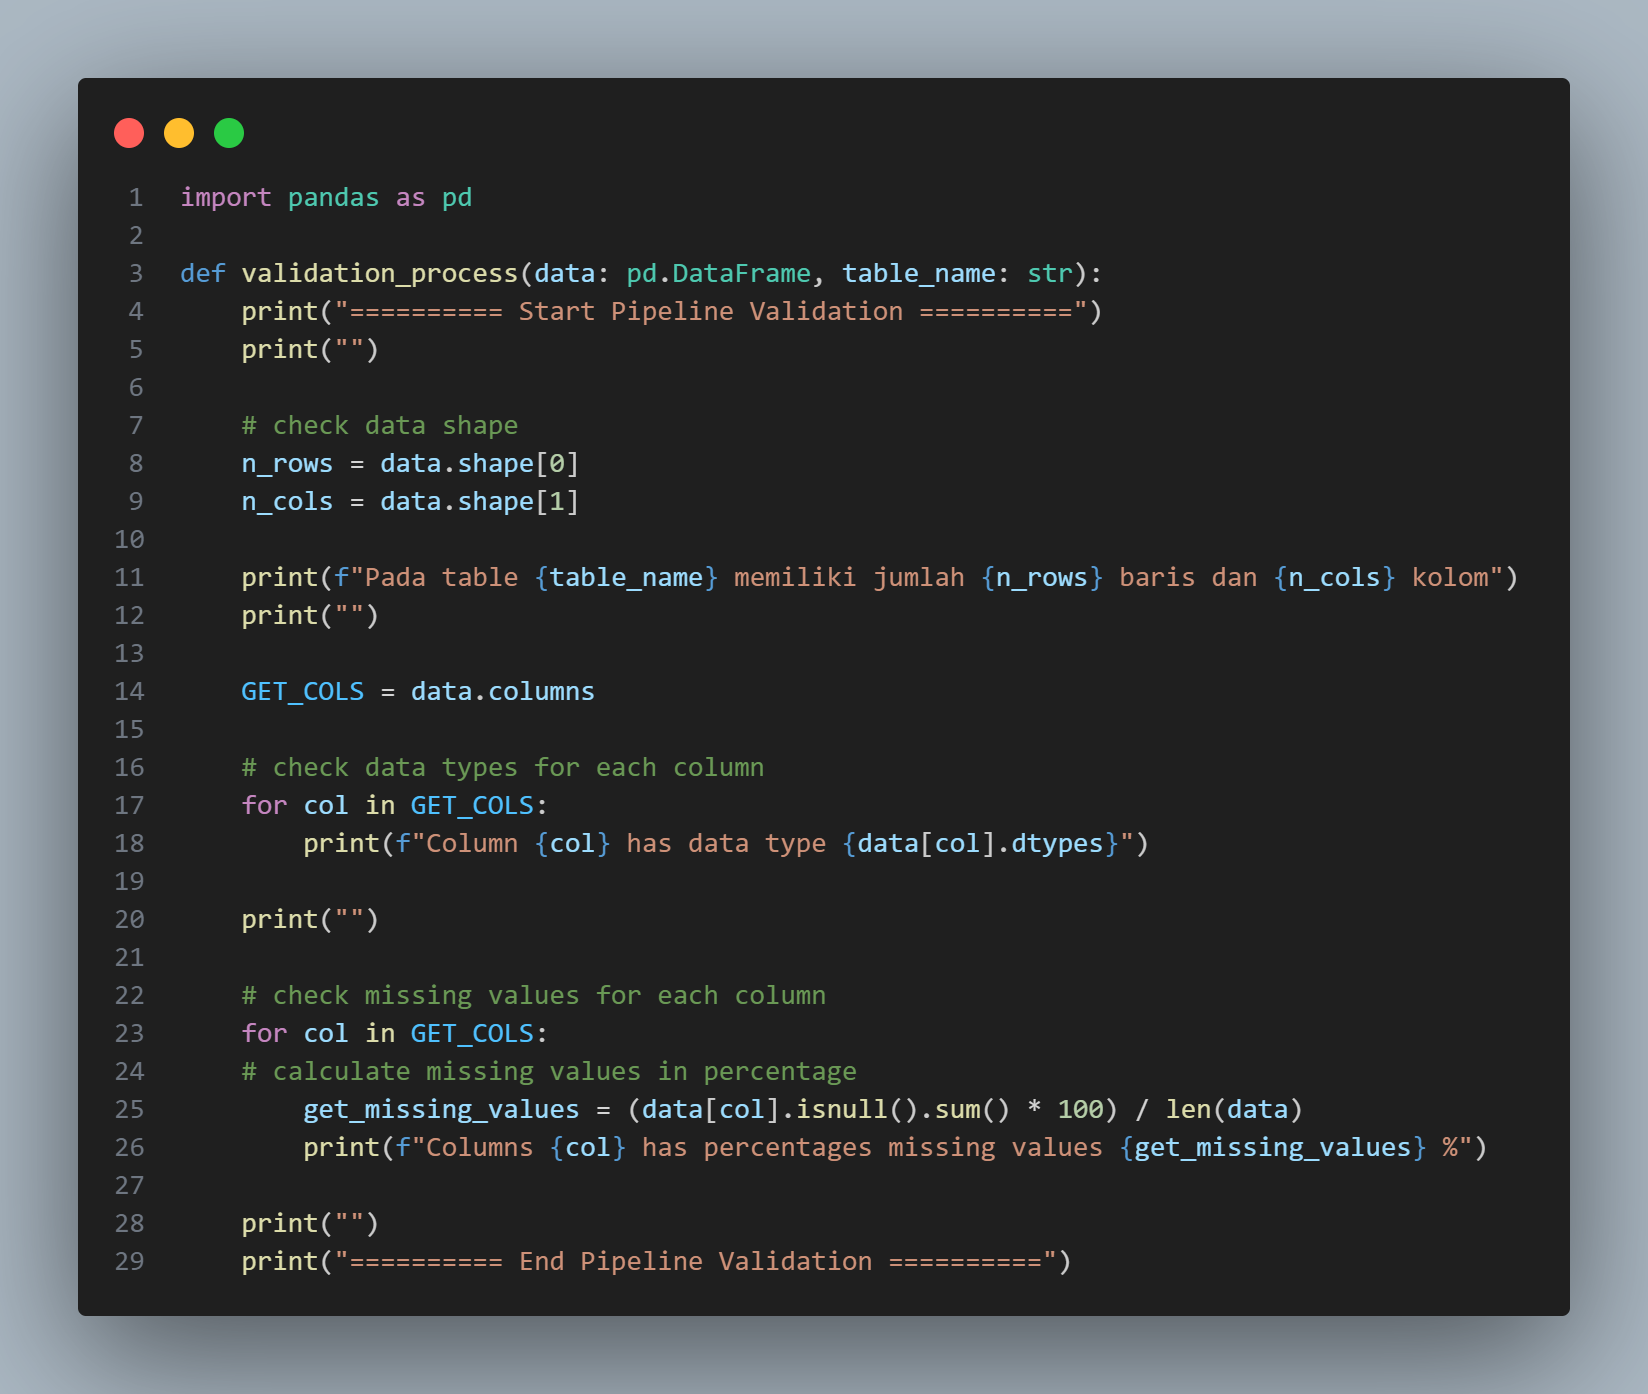 1 import pandas as pd
2
3 def validation_process(data: pd.DataFrame, table_name: str):
4     print("========== Start Pipeline Validation ==========")
5     print("")
6
7     # check data shape
8     n_rows = data.shape[0]
9     n_cols = data.shape[1]
10
11     print(f"Pada table {table_name} memiliki jumlah {n_rows} baris dan {n_cols} kolom")
12     print("")
13
14     GET_COLS = data.columns
15
16     # check data types for each column
17     for col in GET_COLS:
18         print(f"Column {col} has data type {data[col].dtypes}")
19
20     print("")
21
22     # check missing values for each column
23     for col in GET_COLS:
24     # calculate missing values in percentage
25         get_missing_values = (data[col].isnull().sum() * 100) / len(data)
26         print(f"Columns {col} has percentages missing values {get_missing_values} %")
27
28     print("")
29     print("========== End Pipeline Validation ==========")